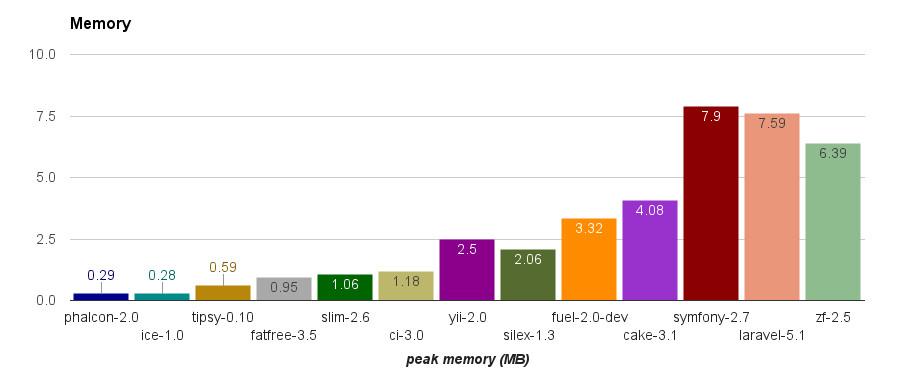 Memory
10.0
7.5
5.0
2.5
0.0
0.29
0.28
0.59
0.95
1.06
1.18
2.5
2.06
3.32
4.08
7.9
7.59
6.39
phalcon-2.0
ice-1.0
tipsy-0.10
fatfree-3.5
slim-2.6
ci-3.0
yii-2.0
silex-1.3
fuel-2.0-dev
cake-3.1
symfony-2.7
laravel-5.1
zf-2.5
peak memory (MB)